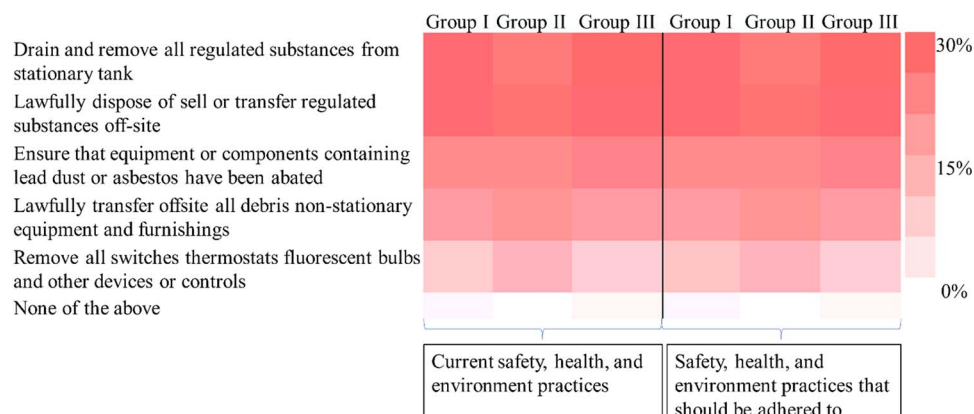 Group I Group II Group III Group I Group II Group III
Drain and remove all regulated substances from
stationary tank
Lawfully dispose of sell or transfer regulated
substances off-site
Ensure that equipment or components containing
lead dust or asbestos have been abated
Lawfully transfer offsite all debris non-stationary
equipment and furnishings
Remove all switches thermostats fluorescent bulbs
and other devices or controls
None of the above
30%
15%
0%
Current safety, health, and
environment practices
Safety, health, and
environment practices that
should be adhered to